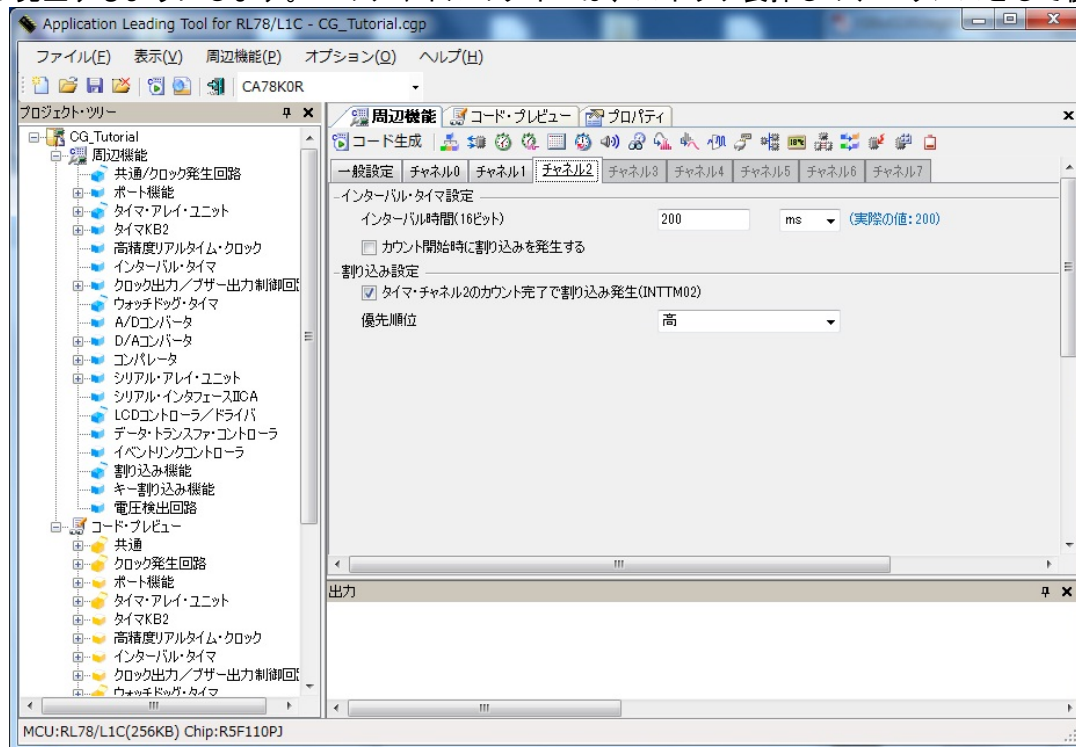 Application Leading Tool for RL78/L1C - CG_Tutorial.cgp
ファイル(F) 表示(V) 周辺機能(P) オプション(O) ヘルプ(H)
CA78K0R
プロジェクト・ツリー
CG_Tutorial
周辺機能
共通/クロック発生回路
ポート機能
タイマ・アレイ・ユニット
タイマKB2
高精度リアルタイム・クロック
インターバル・タイマ
クロック出力/ブザー出力制御回
ウォッチドッグ・タイマ
A/Dコンバータ
D/Aコンバータ
コンパレータ
シリアル・アレイ・ユニット
シリアル・インタフェースIICA
LCDコントローラ/ドライバ
データ・トランスファ・コントローラ
イベントリンクコントローラ
割り込み機能
キー割り込み機能
電圧検出回路
コード・プレビュー
共通
クロック発生回路
ポート機能
タイマ・アレイ・ユニット
タイマKB2
高精度リアルタイム・クロック
インターバル・タイマ
クロック出力/ブザー出力制御回
ウォッチドッグ・タイマ
周辺機能 コード・プレビュー プロパティ
コード生成
一般設定 チャネル0 チャネル1 チャネル2 チャネル3 チャネル4 チャネル5 チャネル6 チャネル7
インターバル・タイマ設定
インターバル時間(16ビット) 200 ms (実際の値:200)
カウント開始時に割り込みを発生する
割り込み設定
タイマ・チャネル2のカウント完了で割り込み発生(INTTM02)
優先順位 高
出力
MCU:RL78/L1C(256KB) Chip:R5F110PJ